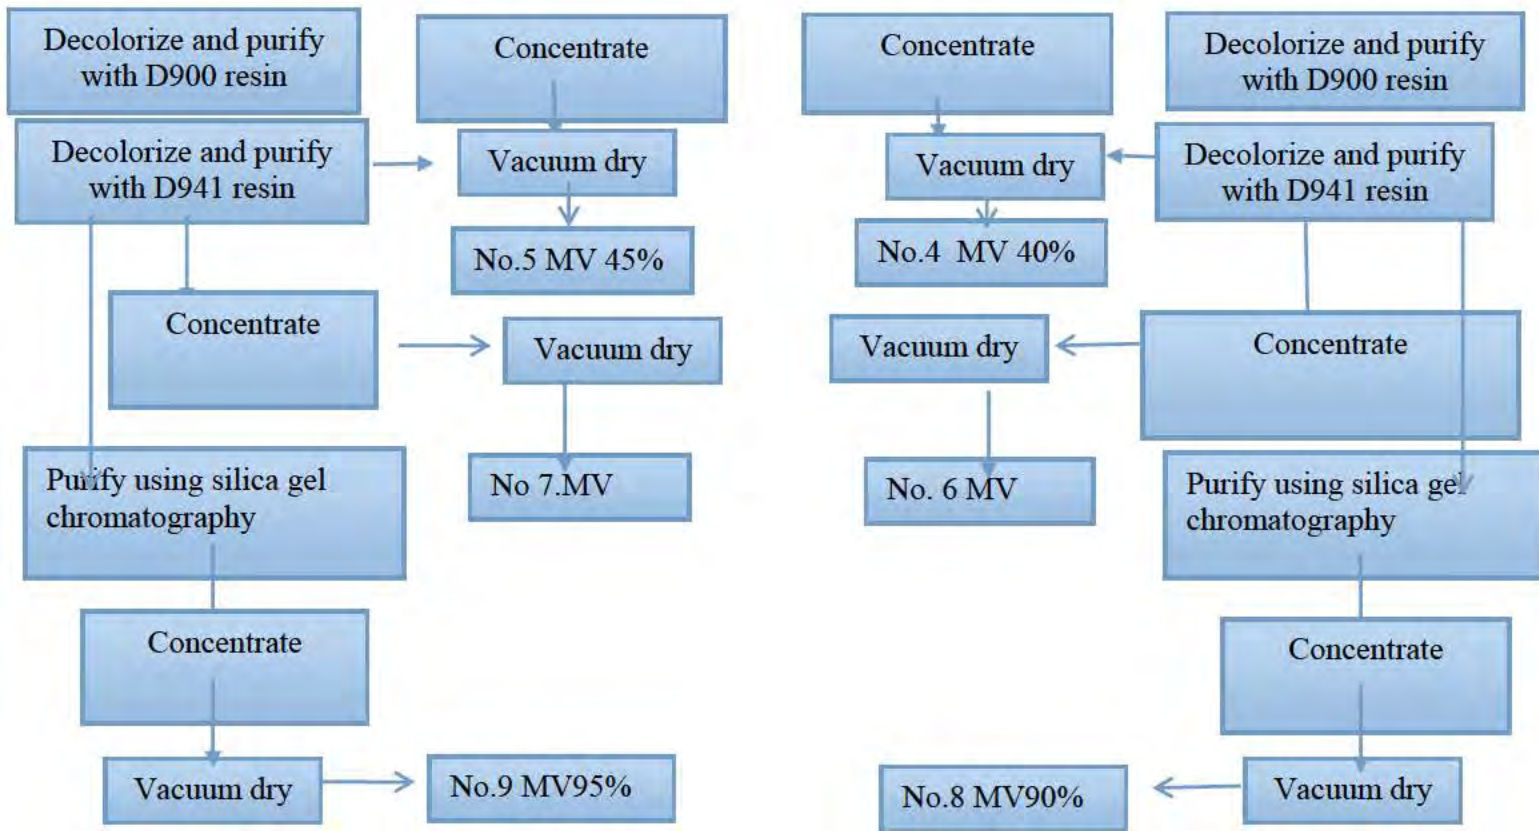 Decolorize and purify
with D900 resin
Concentrate
Decolorize and purify
with D941 resin
Vacuum dry
No.5 MV 45%
Concentrate
Vacuum dry
No 7.MV
Purify using silica gel
chromatography
Concentrate
Vacuum dry
No.9 MV95%
Concentrate
Decolorize and purify
with D900 resin
Vacuum dry
Decolorize and purify
with D941 resin
No.4 MV 40%
Vacuum dry
Concentrate
No. 6 MV
Purify using silica gel
chromatography
Concentrate
No.8 MV90%
Vacuum dry